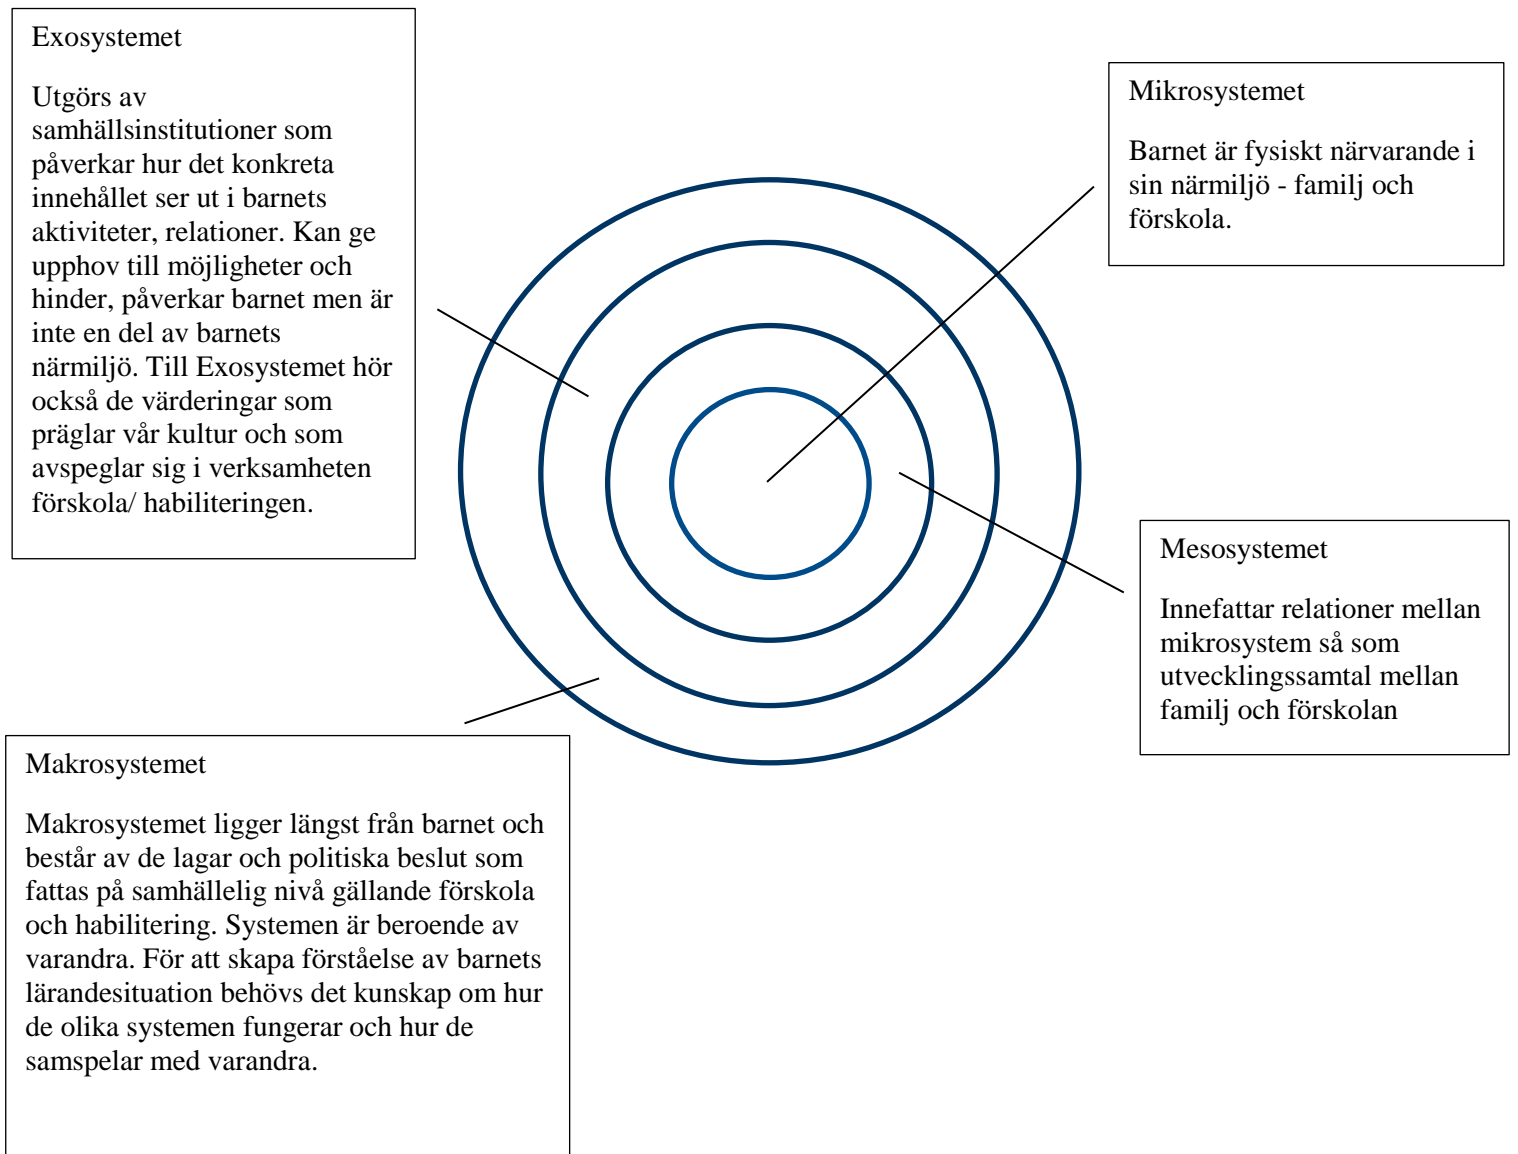 Exosystemet
Utgörs av
samhällsinstitutioner som
påverkar hur det konkreta
innehållet ser ut i barnets
aktiviteter, relationer. Kan ge
upphov till möjligheter och
hinder, påverkar barnet men är
inte en del av barnets
närmiljö. Till Exosystemet hör
också de värderingar som
präglar vår kultur och som
avspeglar sig i verksamheten
förskola/ habiliteringen.
Mikrosystemet
Barnet är fysiskt närvarande i
sin närmiljö - familj och
förskola.
Mesosystemet
Innefattar relationer mellan
mikrosystem så som
utvecklingssamtal mellan
familj och förskolan
Makrosystemet
Makrosystemet ligger längst från barnet och
består av de lagar och politiska beslut som
fattas på samhällelig nivå gällande förskola
och habilitering. Systemen är beroende av
varandra. För att skapa förståelse av barnets
lärandesituation behövs det kunskap om hur
de olika systemen fungerar och hur de
samspelar med varandra.